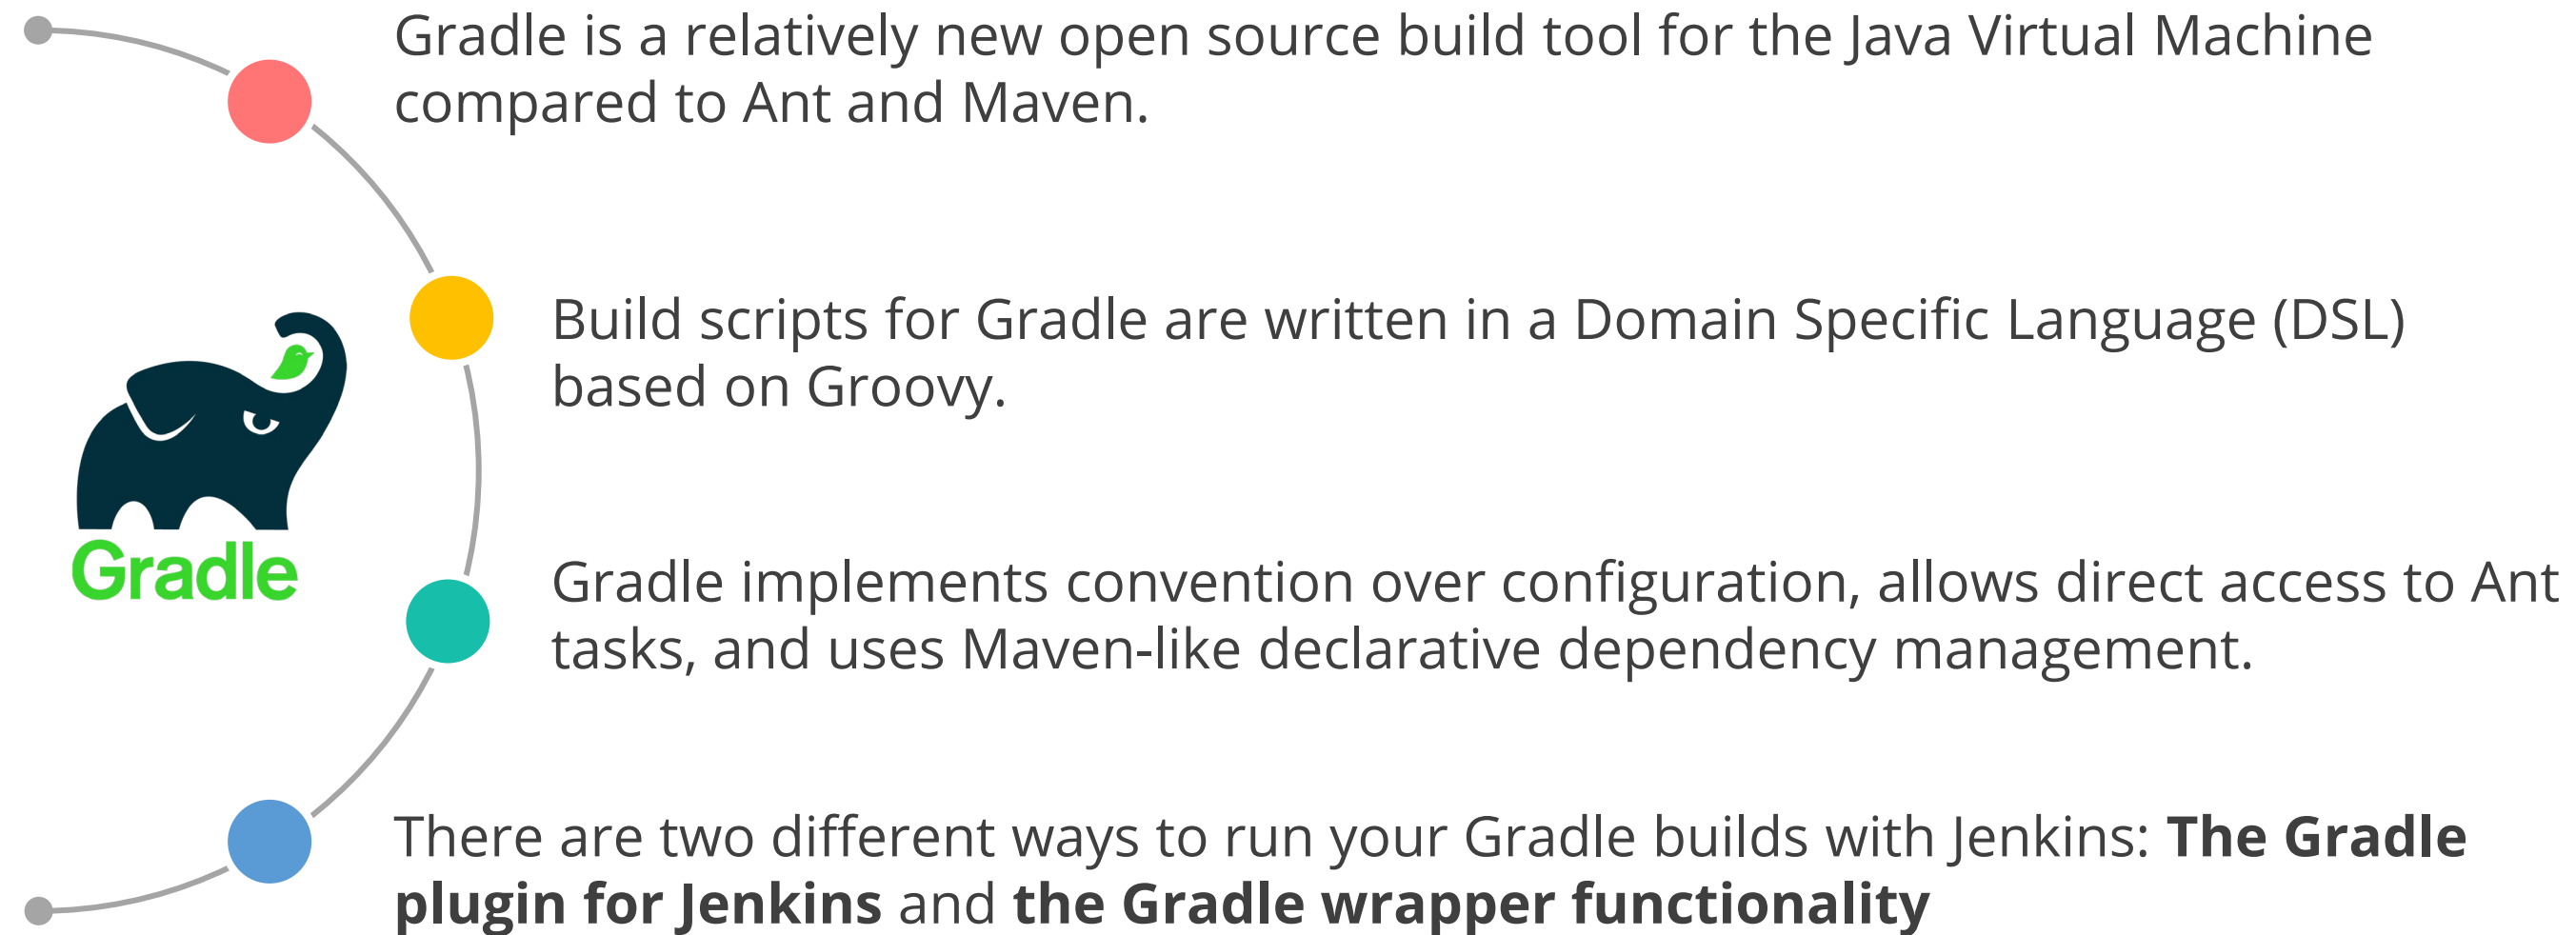 Gradle is a relatively new open source build tool for the Java Virtual Machine
compared to Ant and Maven.
Build scripts for Gradle are written in a Domain Specific Language (DSL)
based on Groovy.
Gradle
Gradle implements convention over configuration, allows direct access to Ant
tasks, and uses Maven-like declarative dependency management.
There are two different ways to run your Gradle builds with Jenkins: The Gradle
plugin for Jenkins and the Gradle wrapper functionality